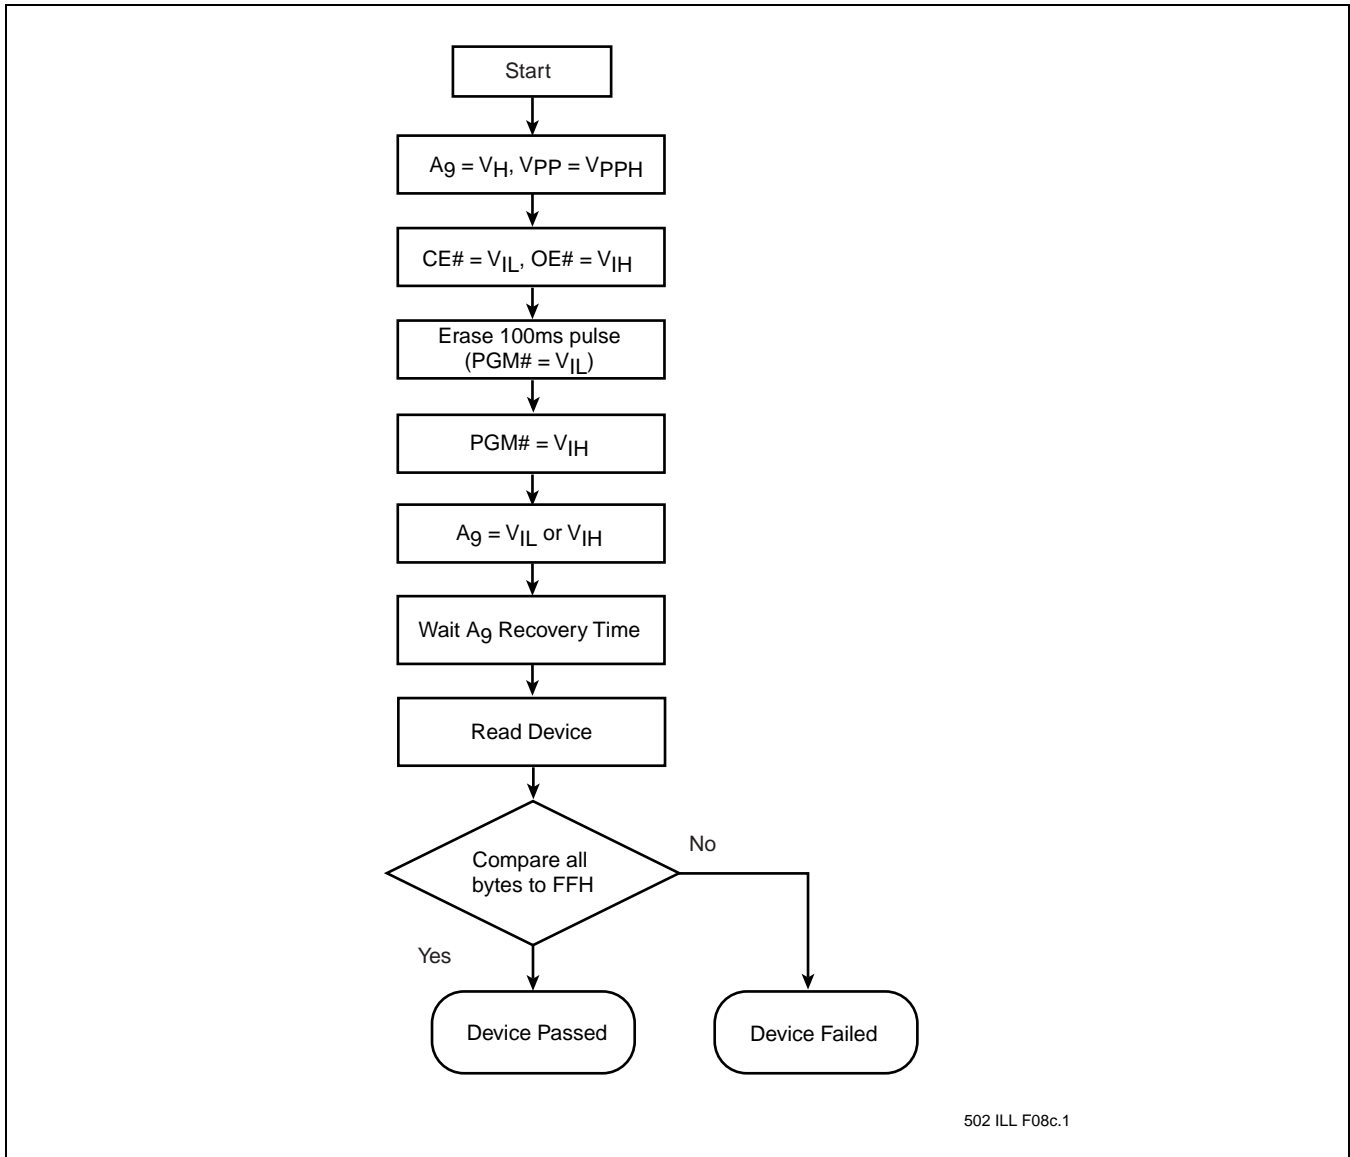 Start
A9 = VH, VPP = VPPH
CE# = VIL, OE# = VIH
Erase 100ms pulse
(PGM# = VIL)
PGM# = VIH
A9 = VIL or VIH
Wait A9 Recovery Time
Read Device
Compare all
bytes to FFH
No
Yes
Device Passed
Device Failed
502 ILL F08c.1